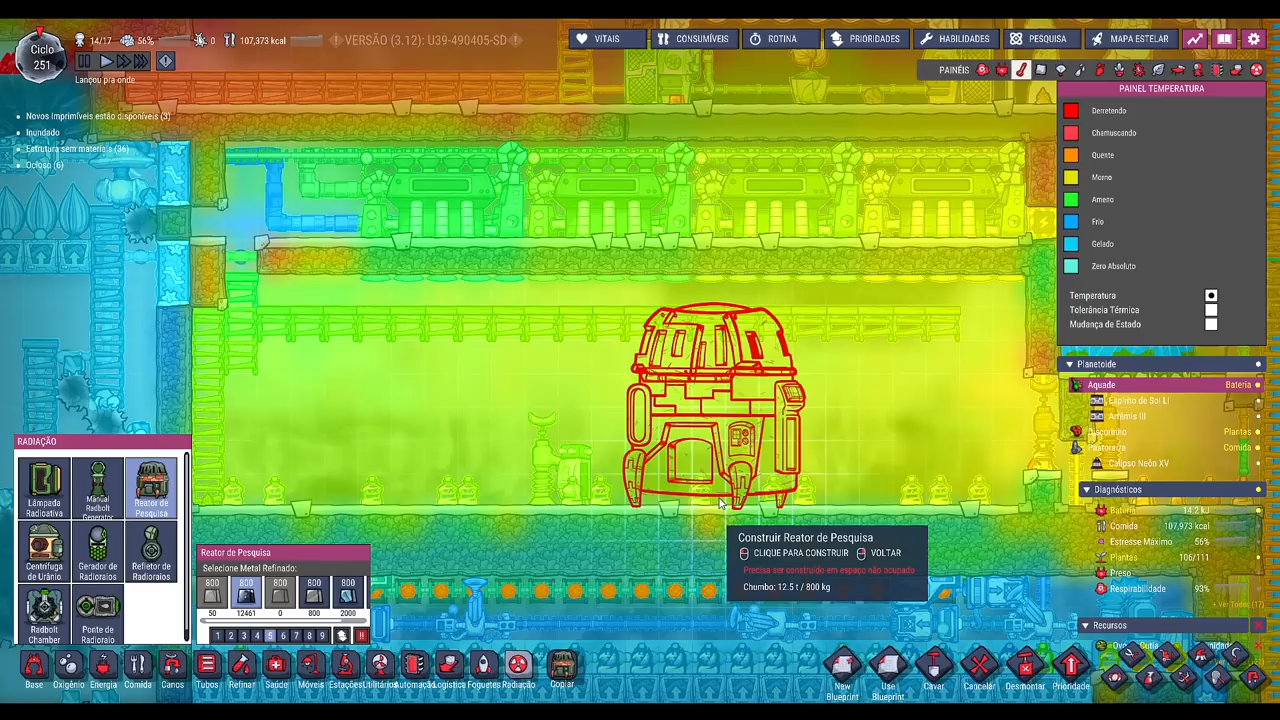 Ciclo
251
14/17
56%
0
107,373 kcal
VERSÃO (3.12): U39-490405-SD
VITAIS
CONSUMÍVEIS
ROTINA
PRIORIDADES
HABILIDADES
PESQUISA
MAPA ESTELAR
Lançou pra onde
PAINÉIS
Novos Imprimíveis estão disponíveis (3)
Inundado
Estrutura sem materiais (36)
Ocioso (6)
PAINEL TEMPERATURA
Derretendo
Chamuscando
Quente
Morno
Ameno
Frio
Gelado
Zero Absoluto
Temperatura
Tolerância Térmica
Mudança de Estado
Planetoide
Aquade Bateria
Espírito de Sol LI
Artêmis III
Plantas
Pastoraza Comida
Calipso Neón XV
Diagnósticos
Bateria 14.2 kJ
Comida 107,973 kcal
Estresse Máximo 56%
Plantas 106/111
Preso
Respirabilidade 93%
+ Ver Todos (17)
Recursos
RADIAÇÃO
Lâmpada Radioativa
Manual Radbolt Generator
Reator de Pesquisa
Centrífuga de Urânio
Gerador de Radioraios
Refletor de Radioraios
Radbolt Chamber
Ponte de Radioraio
Reator de Pesquisa
Selecione Metal Refinado:
800 800 800 800 800
50 12461 0 800 2000
1 2 3 4 5 6 7 8 9 !!
Construir Reator de Pesquisa
CLIQUE PARA CONSTRUIR VOLTAR
Precisa ser construído em espaço não ocupado
Chumbo: 12.5 t / 800 kg
Base
Oxigênio
Energia
Comida
Canos
Tubos
Refinar
Saúde
Móveis
Estações
Utilitários
Automação
Logística
Foguetes
Radiação
Copiar
New Blueprint
Use Blueprint
Cavar
Cancelar
Desmontar
Prioridade